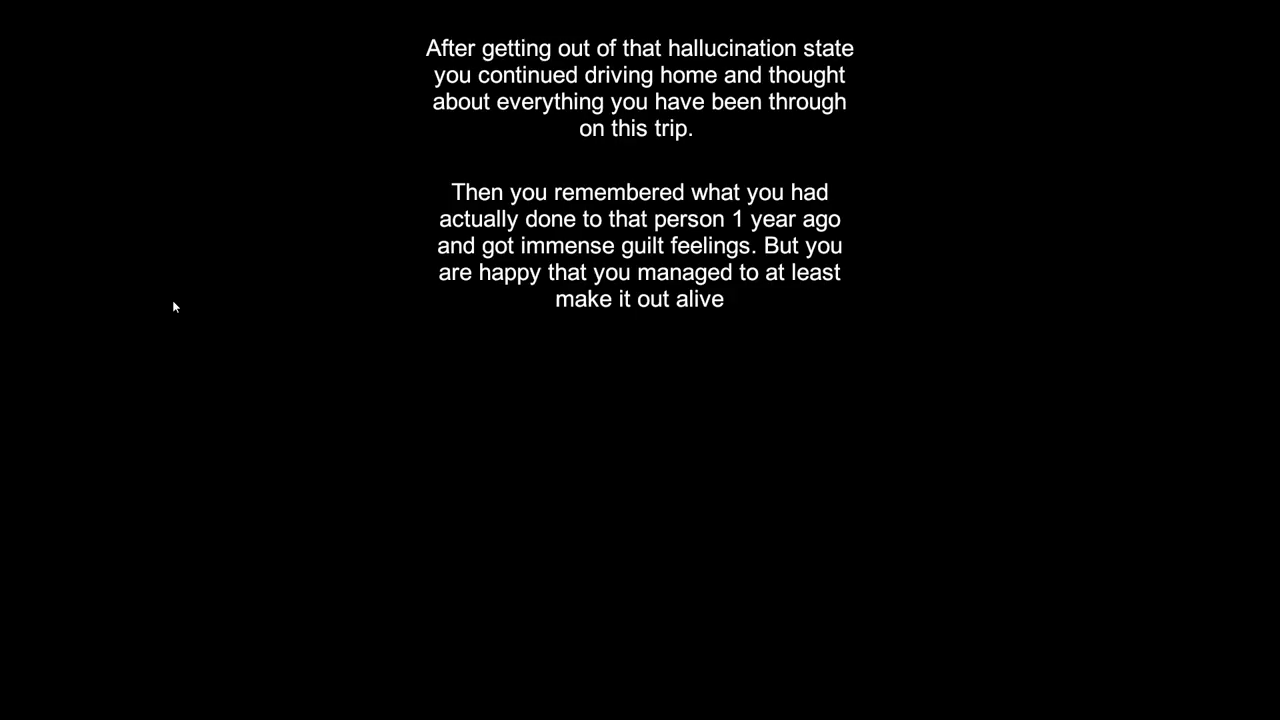 After getting out of that hallucination state
you continued driving home and thought
about everything you have been through
on this trip.
Then you remembered what you had
actually done to that person 1 year ago
and got immense guilt feelings. But you
are happy that you managed to at least
make it out alive